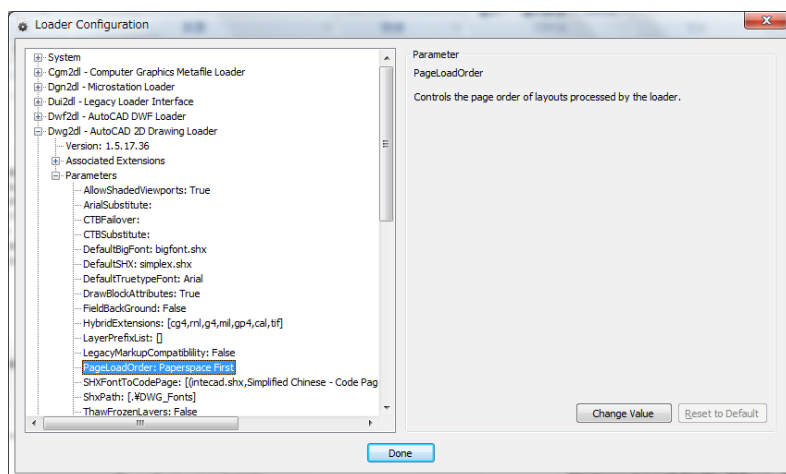 Loader Configuration
System
Cgm2dl - Computer Graphics Metafile Loader
Dgn2dl - Microstation Loader
Dui2dl - Legacy Loader Interface
Dwf2dl - AutoCAD DWF Loader
Dwg2dl - AutoCAD 2D Drawing Loader
Version: 1.5.17.36
Associated Extensions
Parameters
AllowShadedViewports: True
ArialSubstitute:
CTBFailover:
CTBSubstitute:
DefaultBigFont: bigfont.shx
DefaultSHX: simplex.shx
DefaultTruetypeFont: Arial
DrawBlockAttributes: True
FieldBackGround: False
HybridExtensions: [cg4,rnl,g4,mil,gp4,cal,tif]
LayerPrefixList: []
LegacyMarkupCompatiblility: False
PageLoadOrder: Paperspace First
SHXFontToCodePage: [(intecad.shx,Simplified Chinese - Code Pag
ShxPath: [.¥DWG_Fonts]
ThawFrozenLayers: False
Parameter
PageLoadOrder
Controls the page order of layouts processed by the loader.
Change Value
Reset to Default
Done